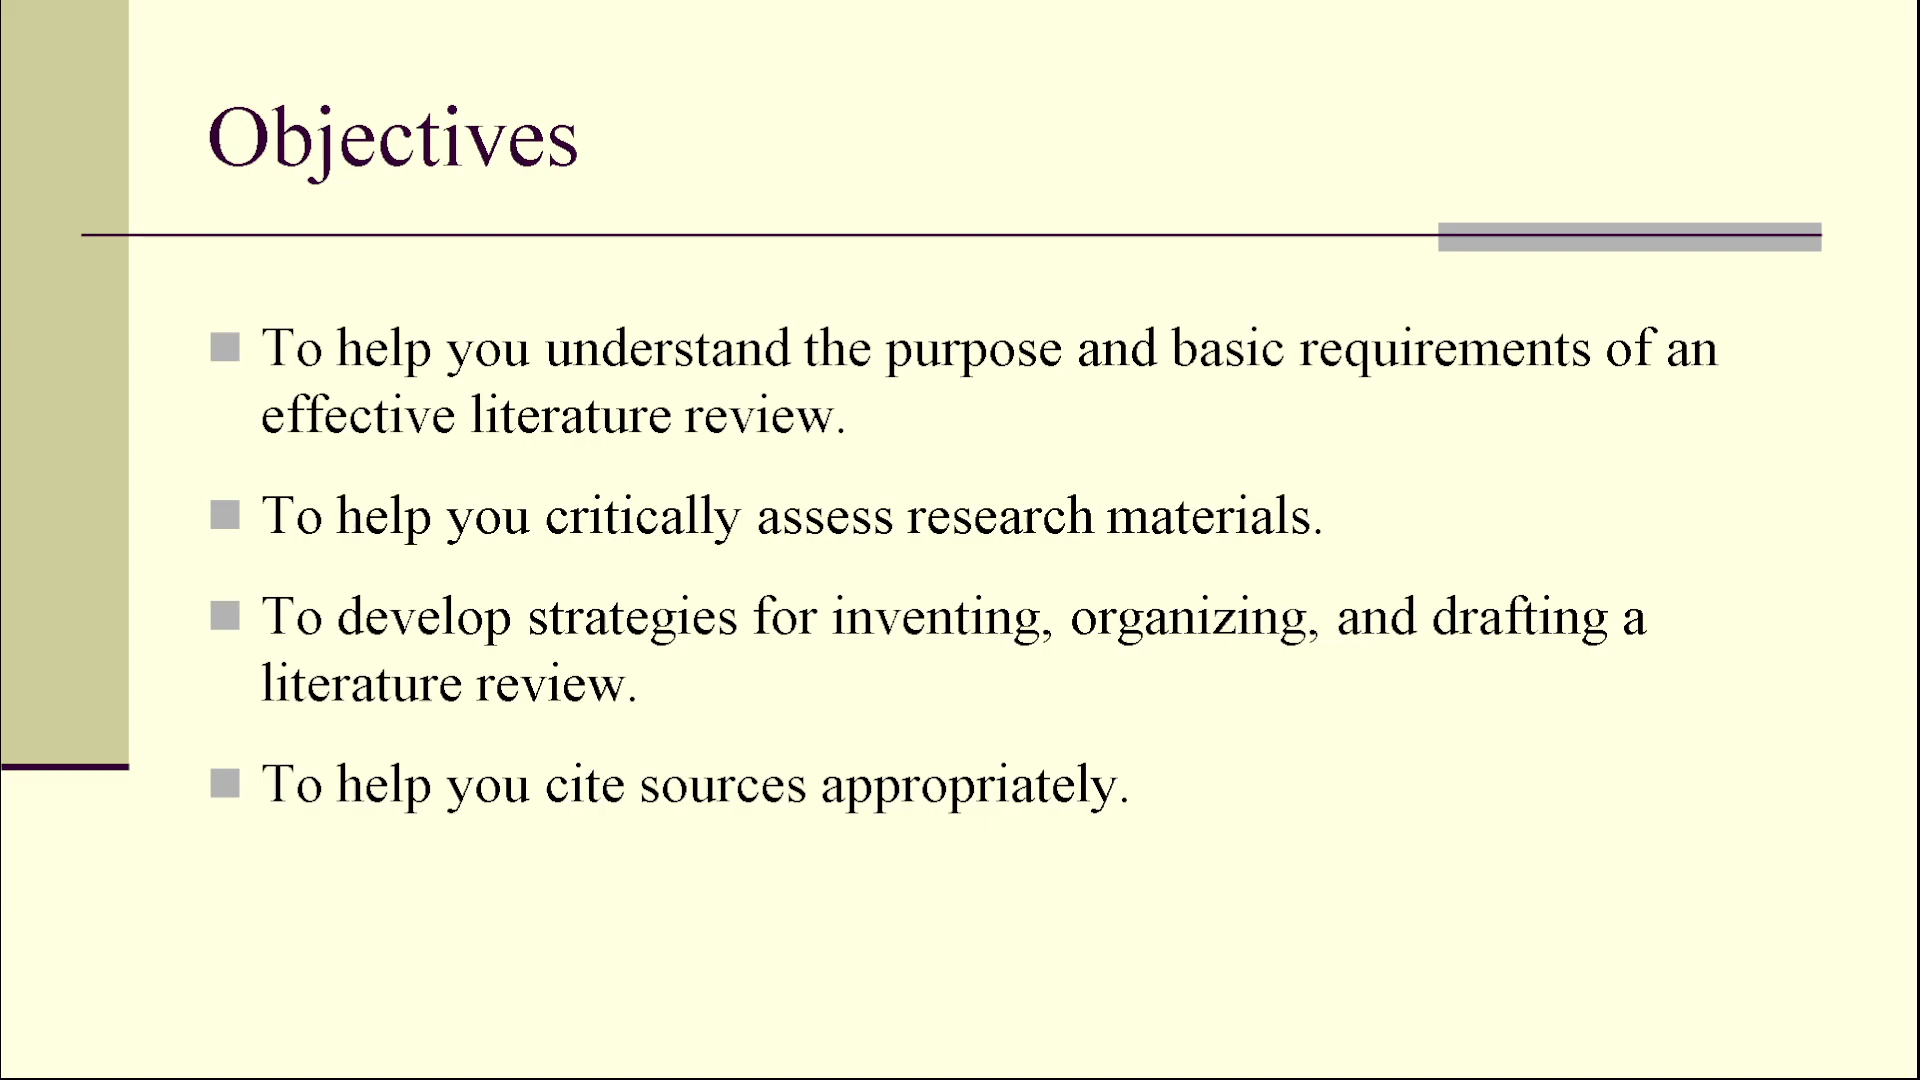 Objectives
To help you understand the purpose and basic requirements of an
effective literature review.
To help you critically assess research materials.
To develop strategies for inventing, organizing, and drafting a
literature review.
To help you cite sources appropriately.